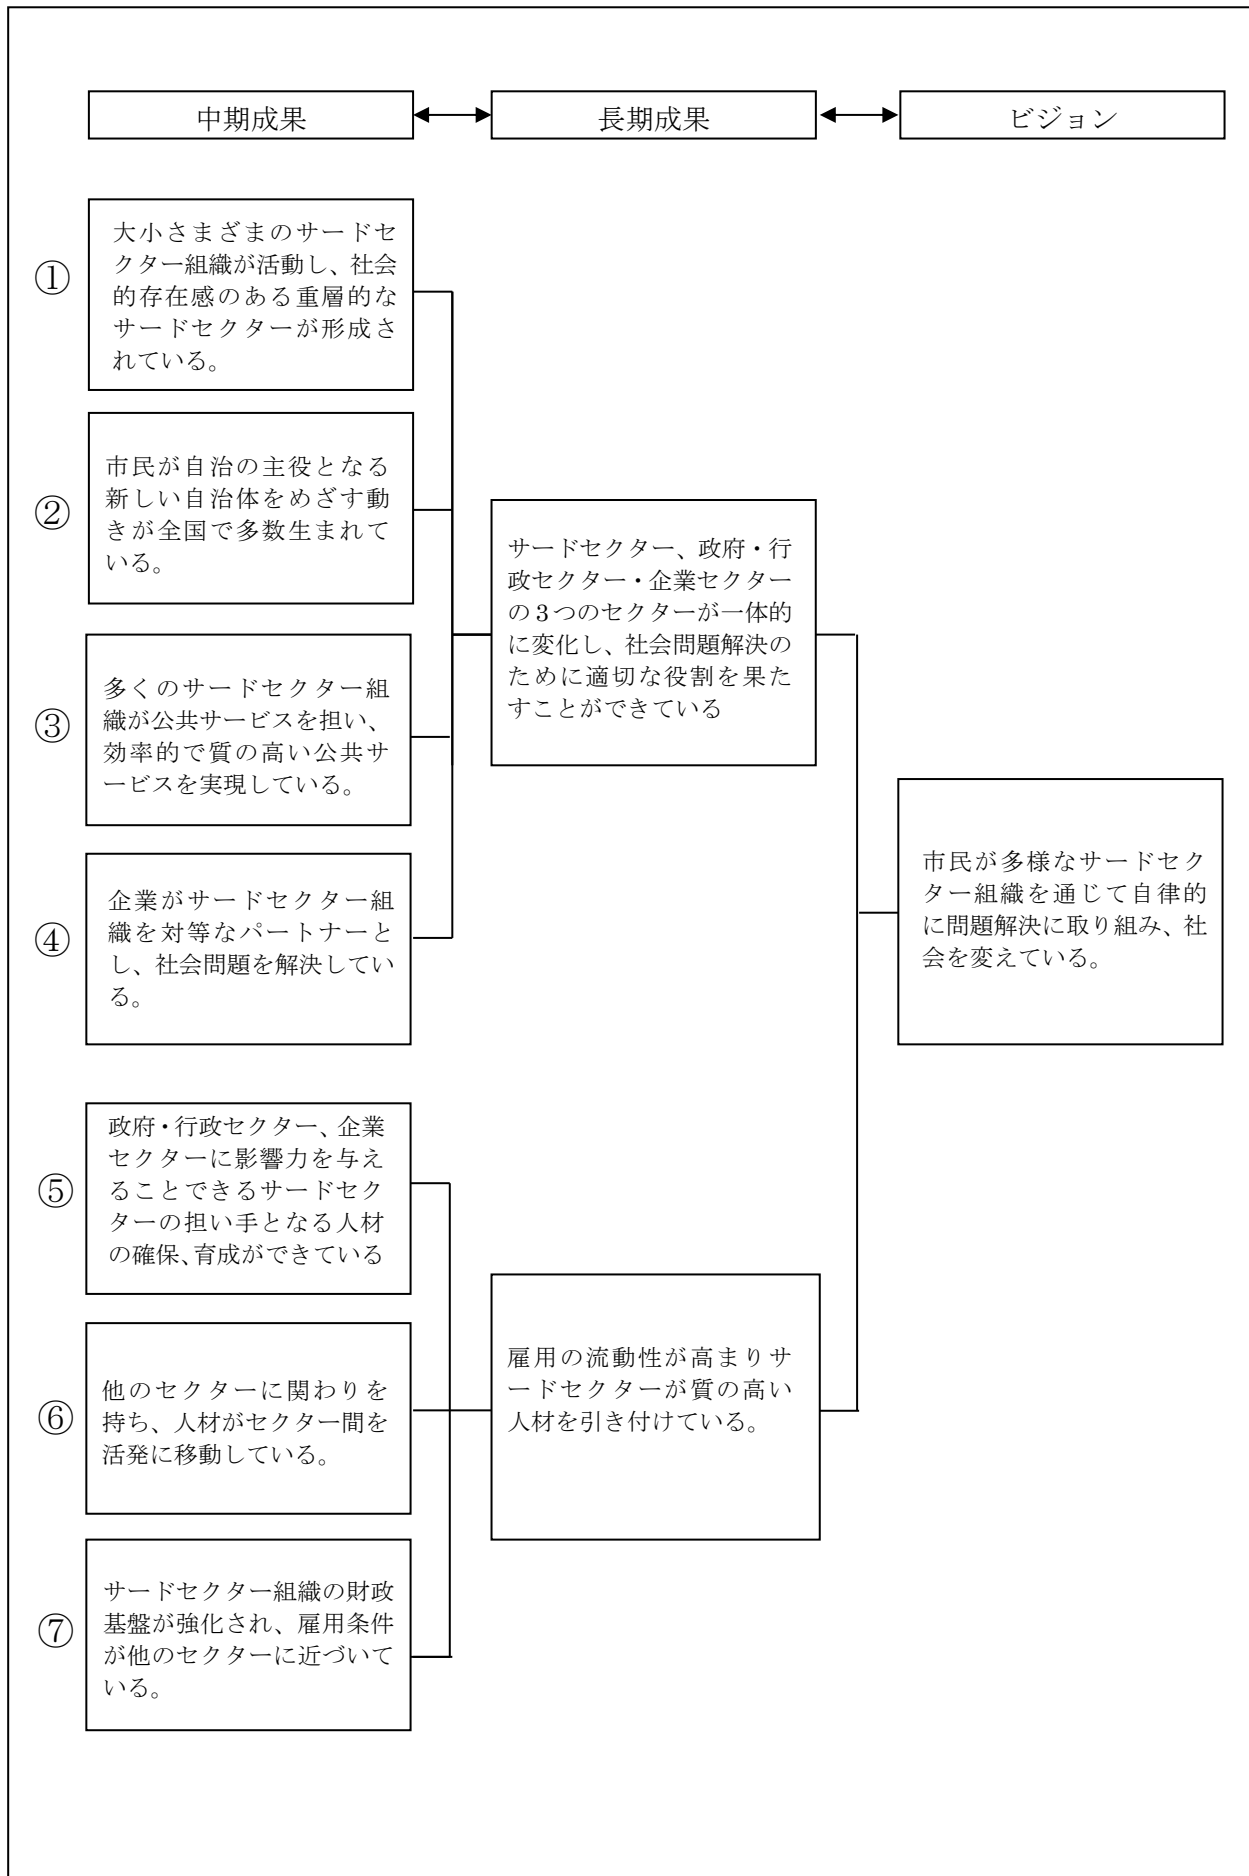 中期成果
長期成果
ビジョン
①
大小さまざまのサードセ
クター組織が活動し、社会
的存在感のある重層的な
サードセクターが形成さ
れている。
②
市民が自治の主役となる
新しい自治体をめざす動
きが全国で多数生まれて
いる。
③
多くのサードセクター組
織が公共サービスを担い、
効率的で質の高い公共サ
ービスを実現している。
④
企業がサードセクター組
織を対等なパートナーと
し、社会問題を解決してい
る。
サードセクター、政府・行
政セクター・企業セクター
の3つのセクターが一体的
に変化し、社会問題解決の
ために適切な役割を果た
すことができている
市民が多様なサードセク
ター組織を通じて自律的
に問題解決に取り組み、社
会を変えている。
⑤
政府・行政セクター、企業
セクターに影響力を与え
ることできるサードセク
ターの担い手となる人材
の確保、育成ができている
⑥
他のセクターに関わりを
持ち、人材がセクター間を
活発に移動している。
⑦
サードセクター組織の財政
基盤が強化され、雇用条件
が他のセクターに近づいて
いる。
雇用の流動性が高まりサ
ードセクターが質の高い
人材を引き付けている。